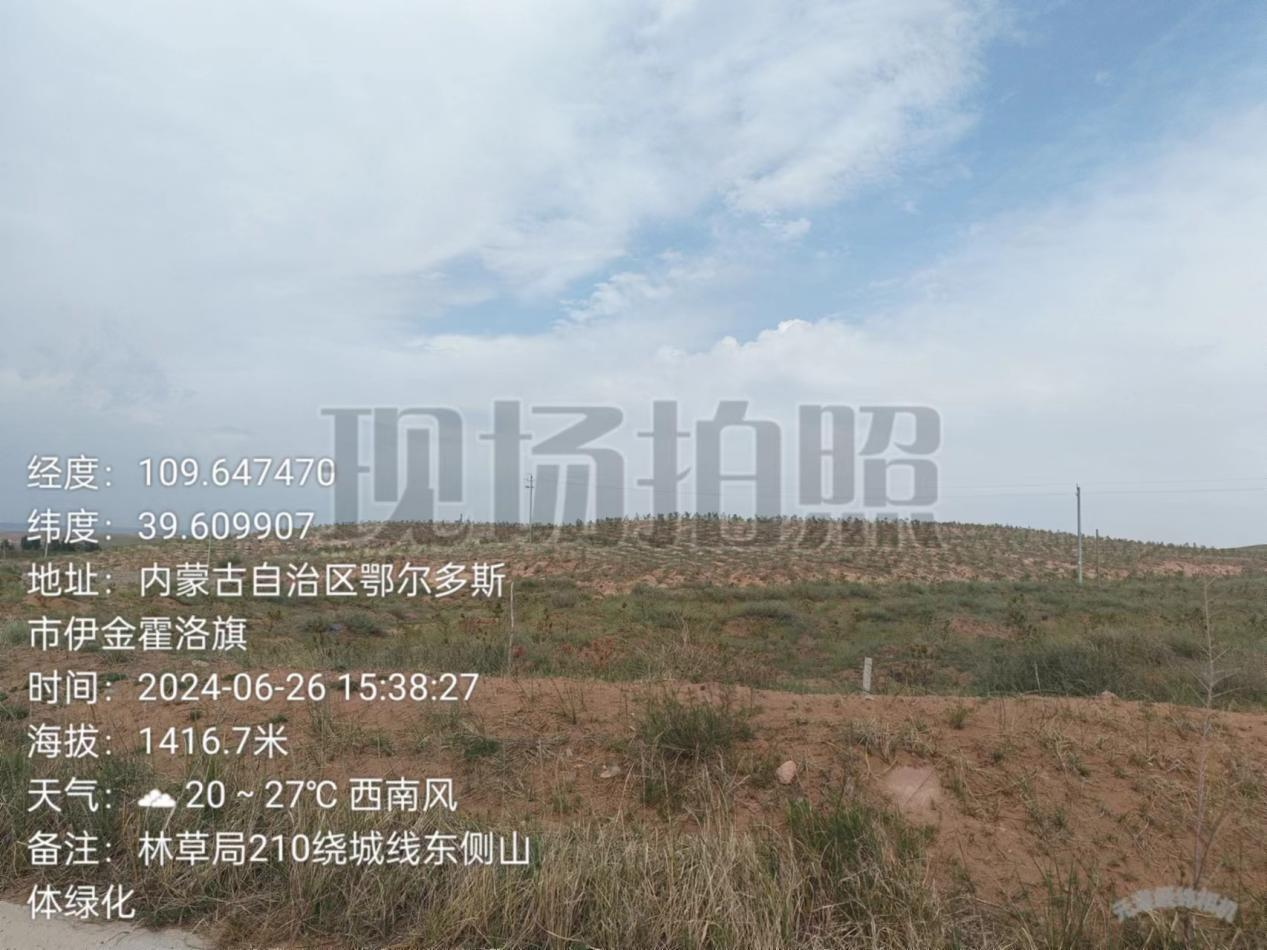 现场拍照
经度：109.647470
纬度：39.609907
地址：内蒙古自治区鄂尔多斯
市伊金霍洛旗
时间：2024-06-26 15:38:27
海拔：1416.7米
天气：20 ~ 27℃ 西南风
备注：林草局210绕城线东侧山
体绿化